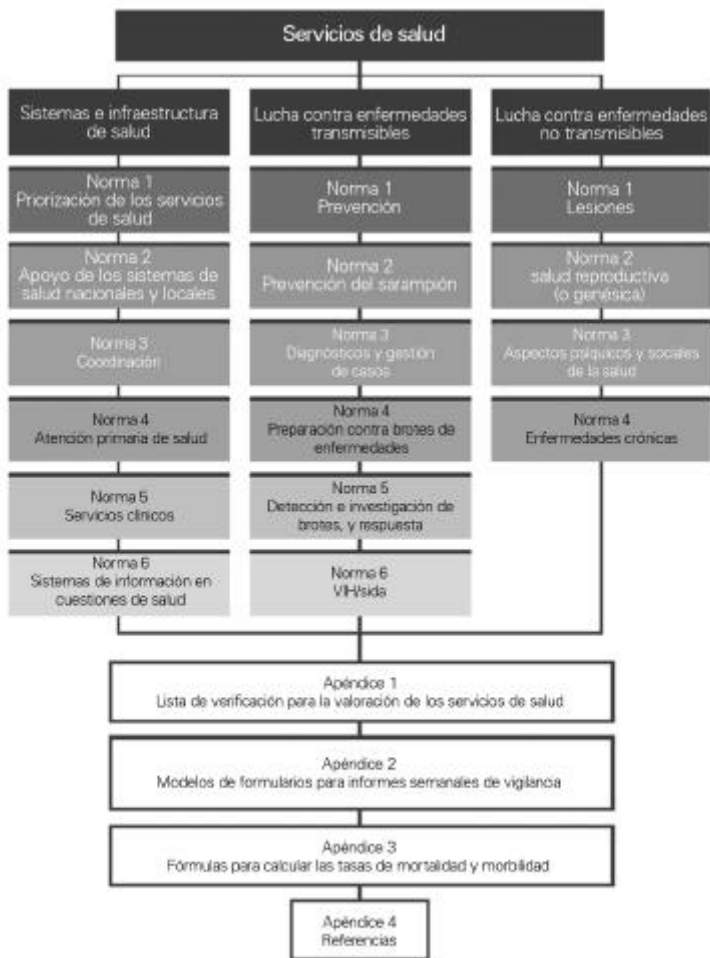 Servicios de salud
Sistemas e infraestructura
de salud
Norma 1
Priorización de los servicios
de salud
Norma 2
Apoyo de los sistemas de
salud nacionales y locales
Norma 3
Coordinación
Norma 4
Atención primaria de salud
Norma 5
Servicios clínicos
Norma 6
Sistemas de información en
cuestiones de salud
Lucha contra enfermedades
transmisibles
Norma 1
Prevención
Norma 2
Prevención del sarampión
Norma 3
Diagnósticos y gestión
de casos
Norma 4
Preparación contra brotes de
enfermedades
Norma 5
Detección e investigación de
brotes, y respuesta
Norma 6
VIH/sida
Lucha contra enfermedades
no transmisibles
Norma 1
Lesiones
Norma 2
salud reproductiva
(o genésica)
Norma 3
Aspectos psíquicos y sociales
de la salud
Norma 4
Enfermedades crónicas
Apéndice 1
Lista de verificación para la valoración de los servicios de salud
Apéndice 2
Modelos de formularios para informes semanales de vigilancia
Apéndice 3
Fórmulas para calcular las tasas de mortalidad y morbilidad
Apéndice 4
Referencias